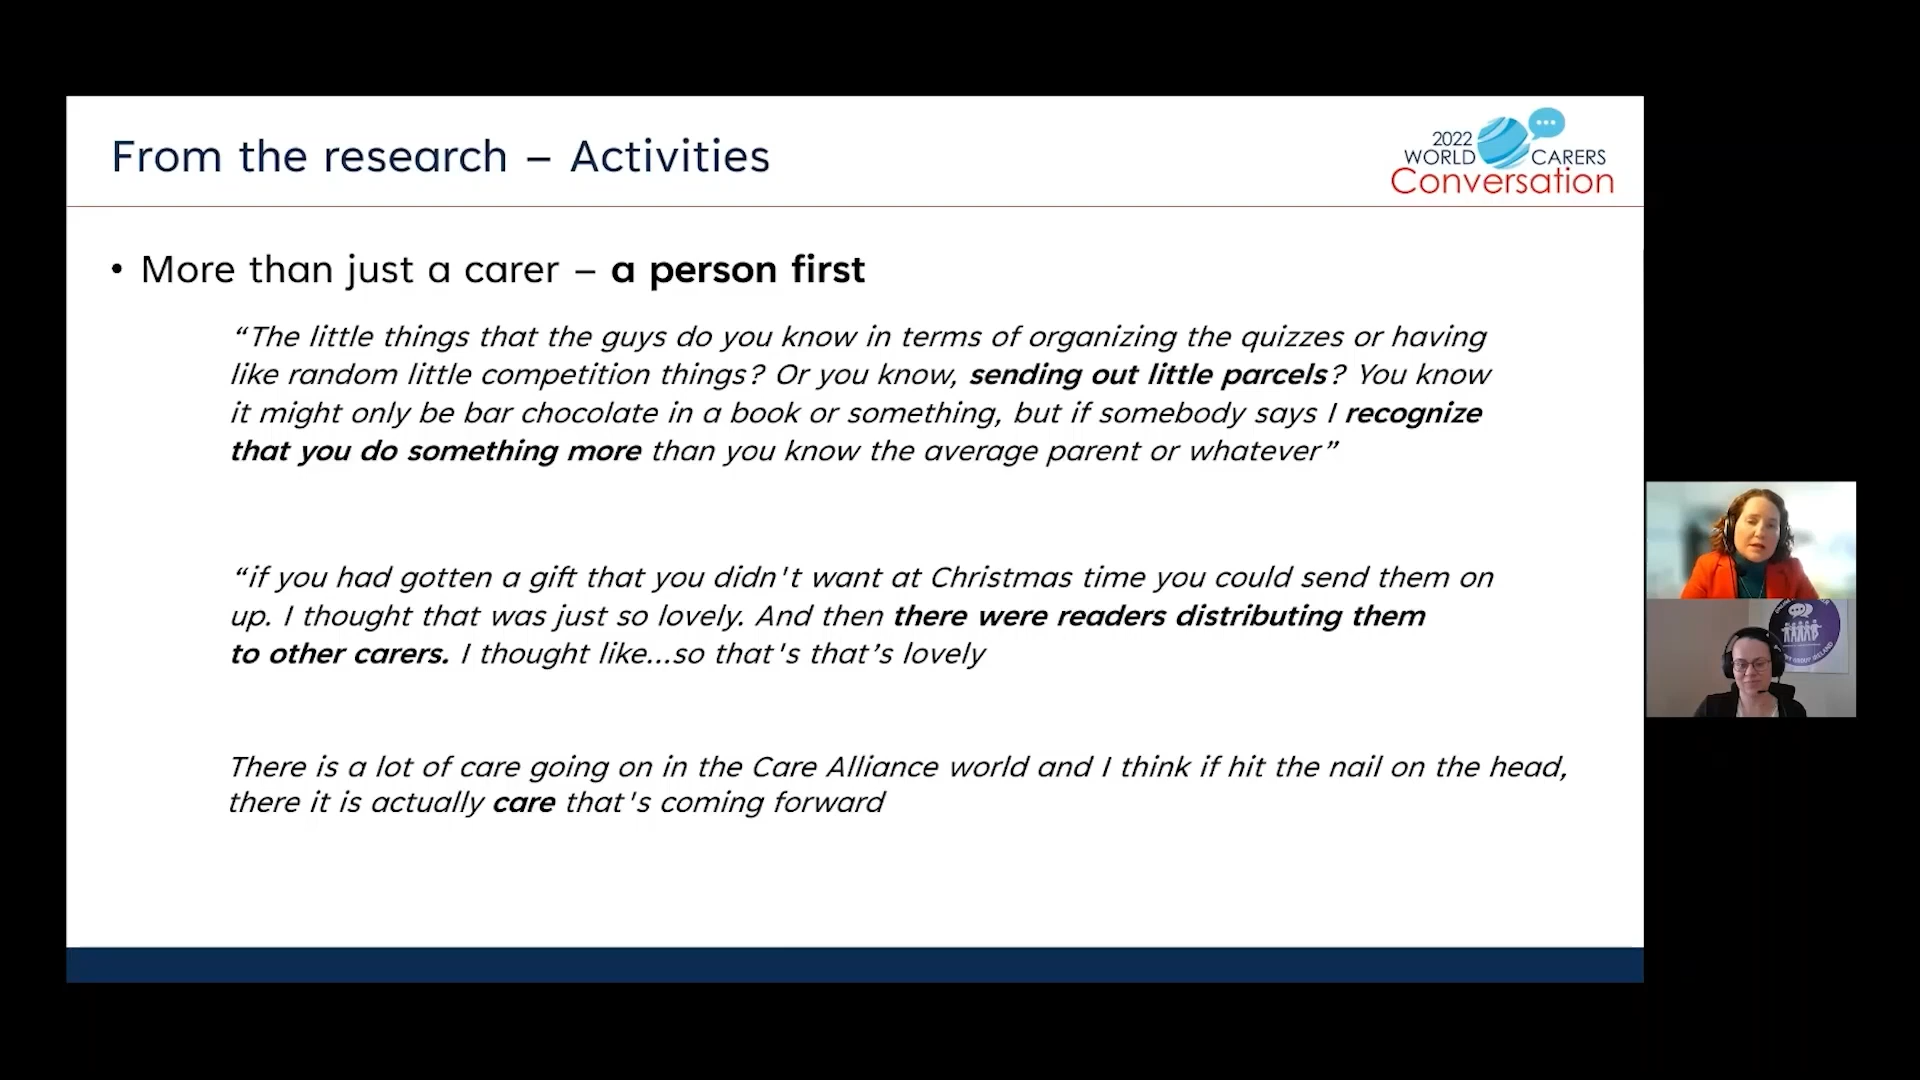 From the research – Activities
2022
WORLD CARERS
Conversation
• More than just a carer – a person first
“The little things that the guys do you know in terms of organizing the quizzes or having
like random little competition things? Or you know, sending out little parcels? You know
it might only be bar chocolate in a book or something, but if somebody says I recognize
that you do something more than you know the average parent or whatever”
“if you had gotten a gift that you didn't want at Christmas time you could send them on
up. I thought that was just so lovely. And then there were readers distributing them
to other carers. I thought like...so that's that’s lovely
There is a lot of care going on in the Care Alliance world and I think if hit the nail on the head,
there it is actually care that's coming forward
GROUP IRELAND